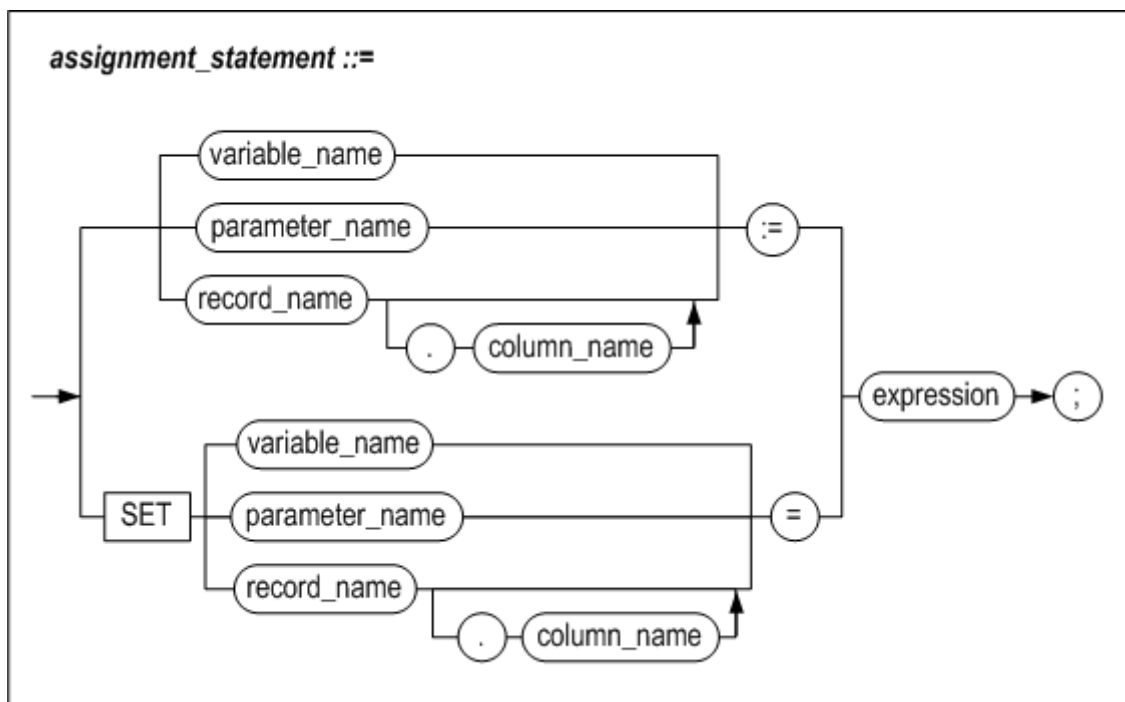 assignment_statement ::=
variable_name
parameter_name :=
record_name
. column_name
expression ;
variable_name
SET parameter_name =
record_name
. column_name